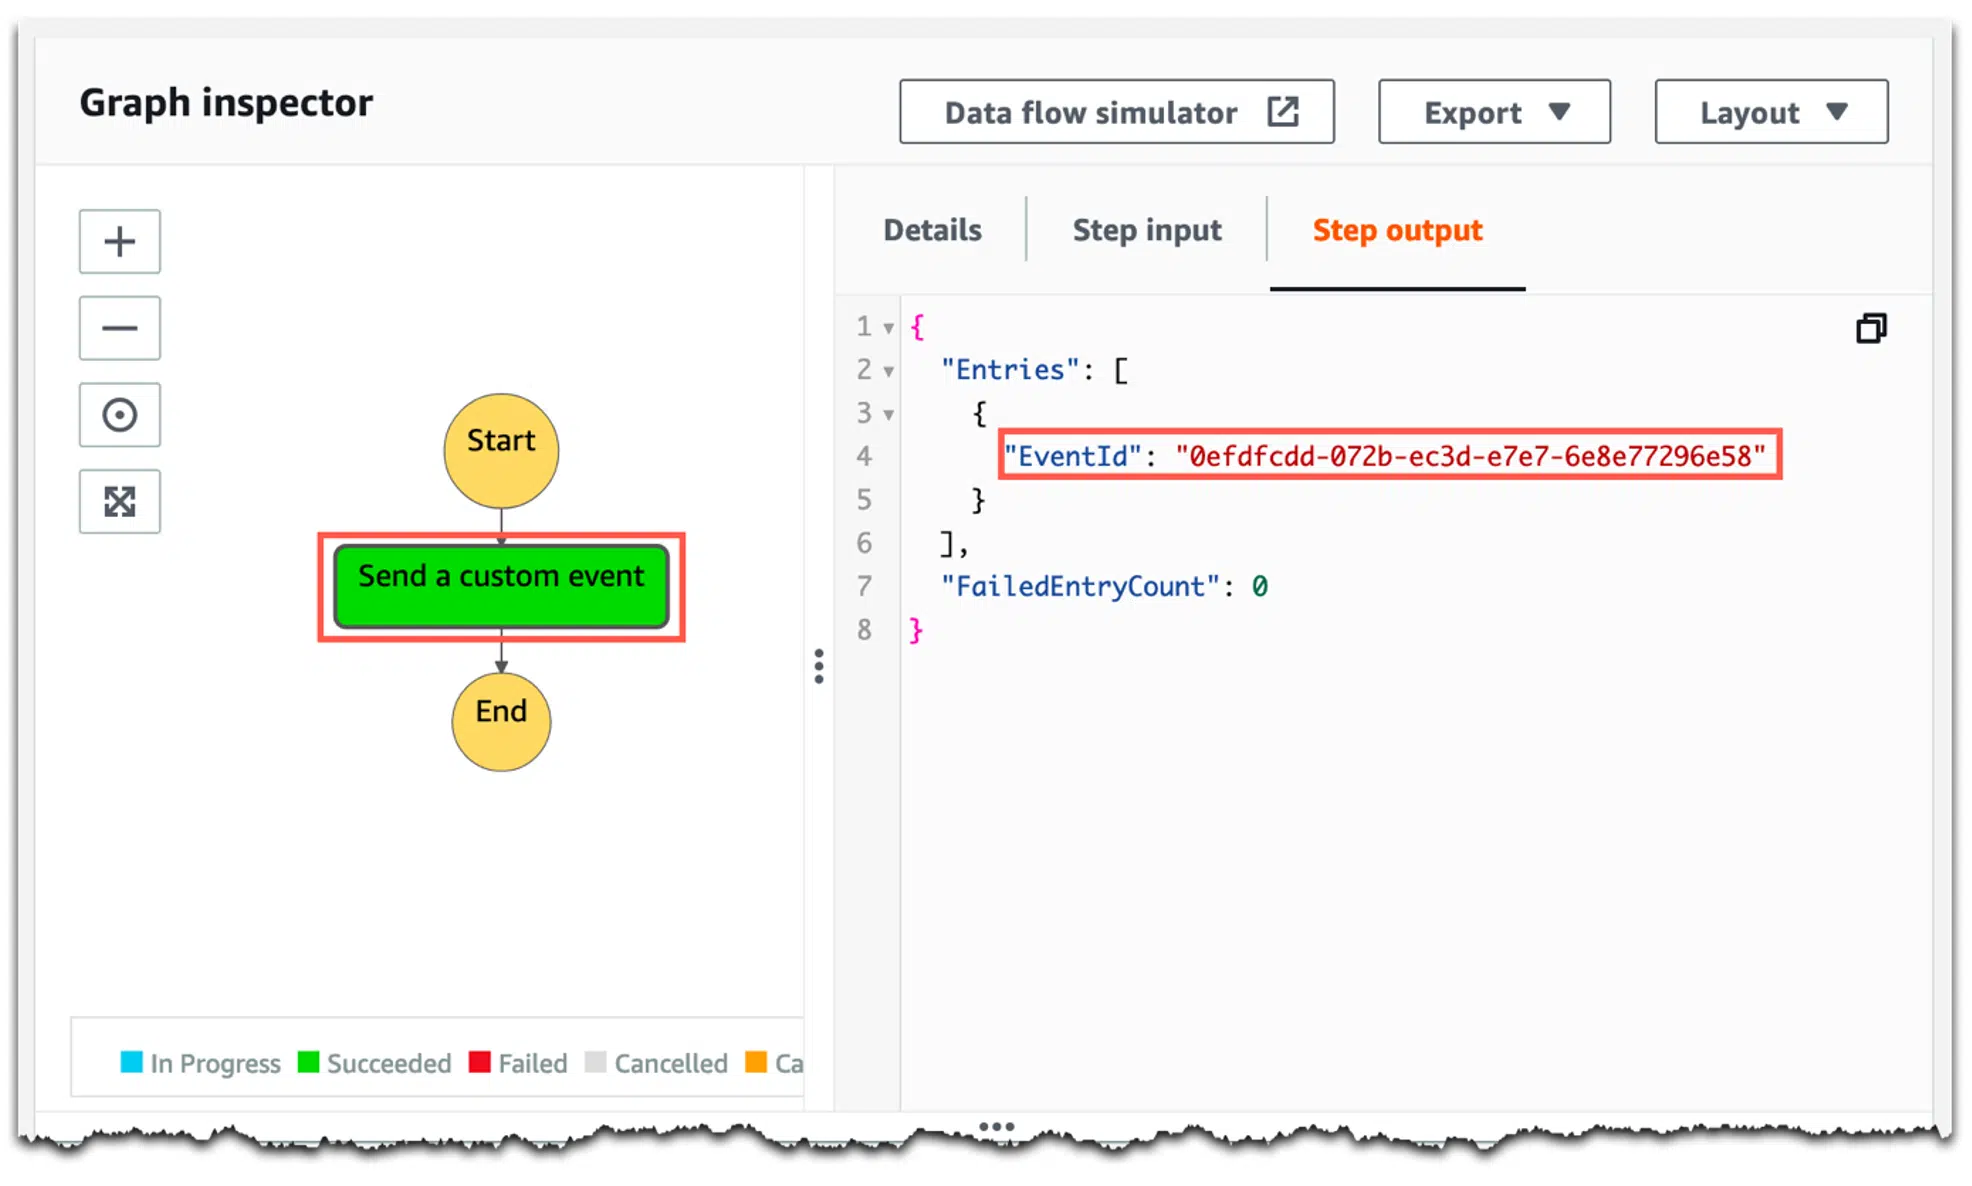 Graph inspector
Data flow simulator
Export
Layout
Details
Step input
Step output
Start
Send a custom event
End
1 {
2 "Entries": [
3 {
4 "EventId": "0efdfcdd-072b-ec3d-e7e7-6e8e77296e58"
5 }
6 ],
7 "FailedEntryCount": 0
8 }
In Progress Succeeded Failed Cancelled Ca